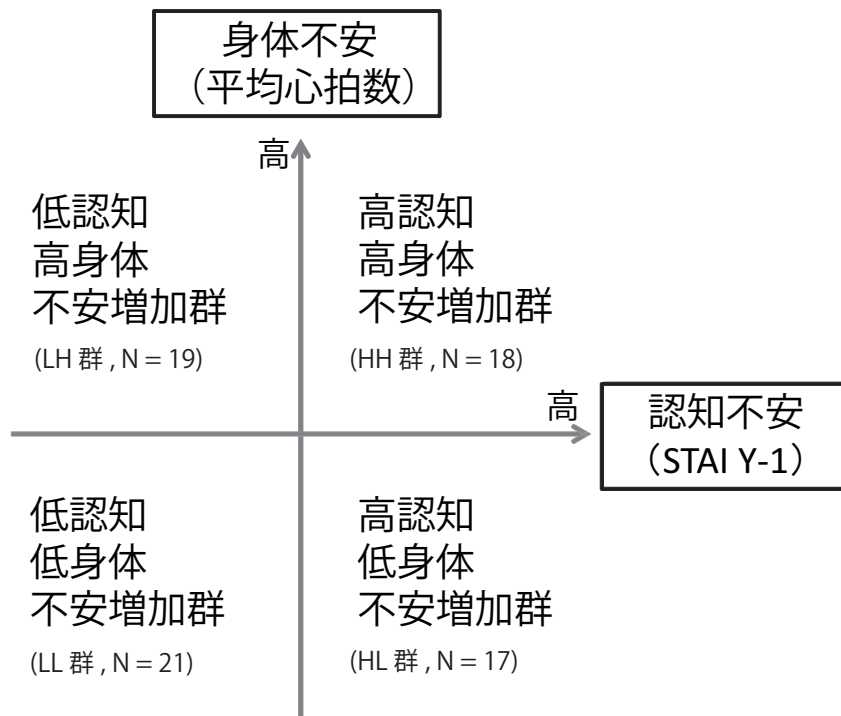 身体不安
（平均心拍数）
高
低認知
高身体
不安増加群
(LH 群 , N = 19)
高認知
高身体
不安増加群
(HH 群 , N = 18)
高
認知不安
（STAI Y-1）
低認知
低身体
不安増加群
(LL 群 , N = 21)
高認知
低身体
不安増加群
(HL 群 , N = 17)